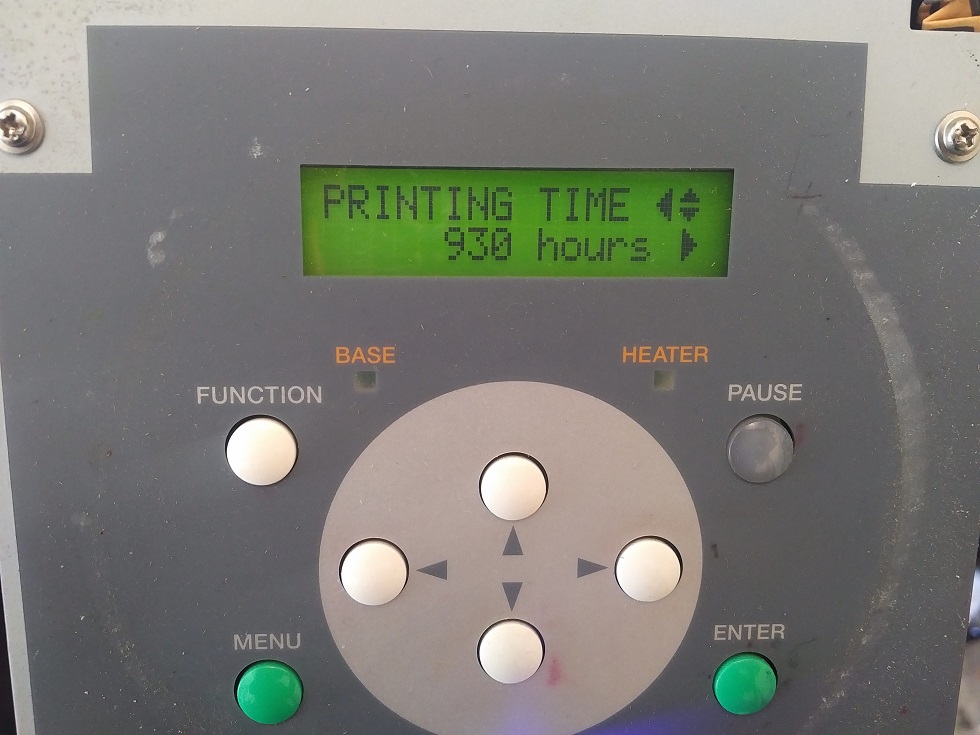 PRINTING TIME
930 hours
BASE
HEATER
FUNCTION
PAUSE
MENU
ENTER